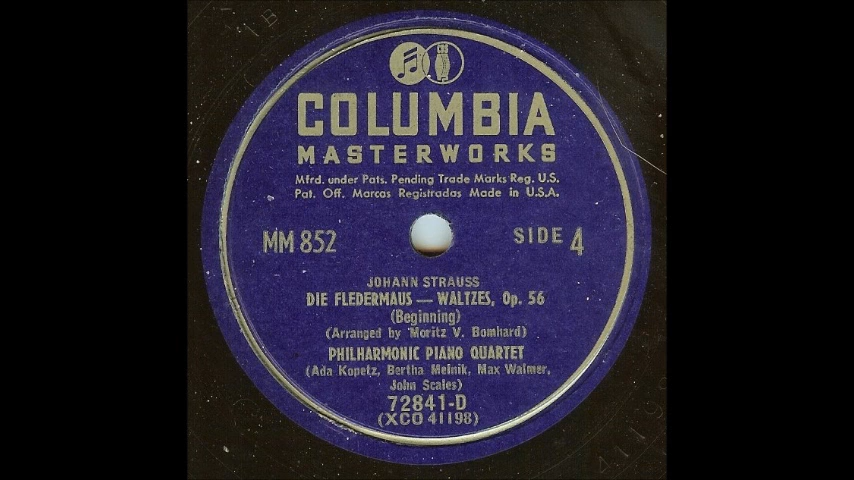 CBS
COLUMBIA
MASTERWORKS
Mfrd. under Pats. Pending Trade Marks Reg. U.S.
Pat. Off. Marcas Registradas Made in U.S.A.
MM 852
SIDE 4
JOHANN STRAUSS
DIE FLEDERMAUS — WALTZES, Op. 56
(Beginning)
(Arranged by Moritz V. Bomhard)
PHILHARMONIC PIANO QUARTET
(Ada Kopetz, Bertha Melnik, Max Walmer,
John Scales)
72841-D
(XCO 41198)
1B